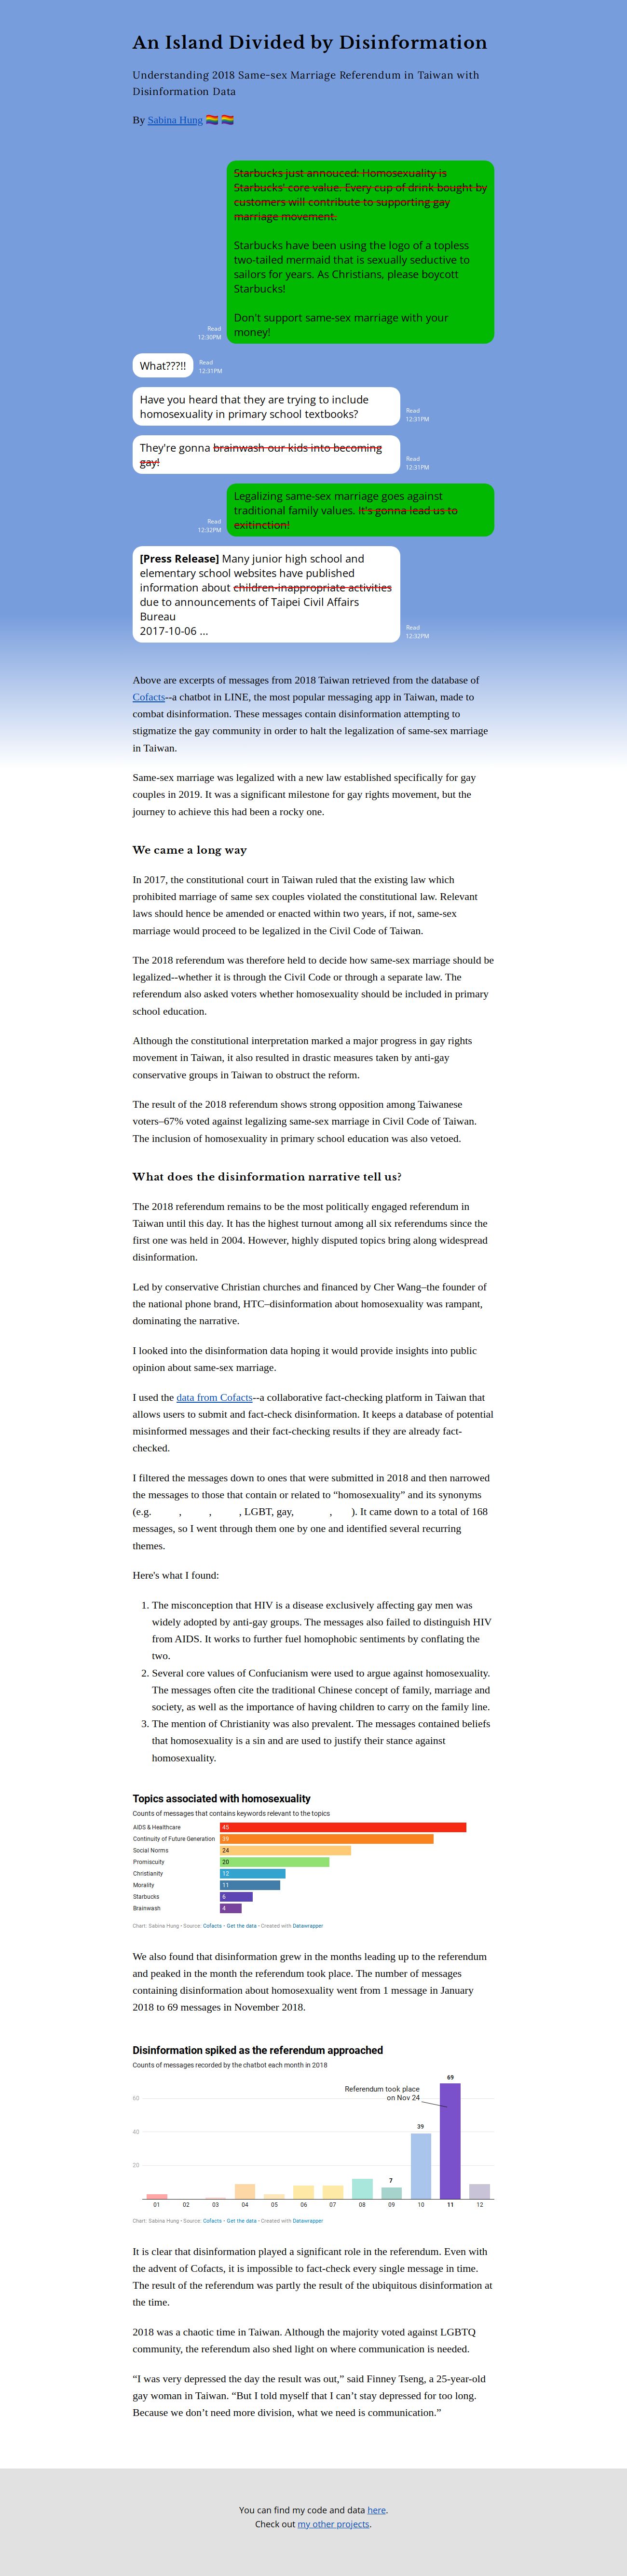 An Island Divided by Disinformation
Understanding 2018 Same-sex Marriage Referendum in Taiwan with
Disinformation Data
By Sabina Hung 🏳️‍🌈 🏳️‍🌈
Starbucks just annouced: Homosexuality is
Starbucks' core value. Every cup of drink bought by
customers will contribute to supporting gay
marriage movement.
Starbucks have been using the logo of a topless
two-tailed mermaid that is sexually seductive to
sailors for years. As Christians, please boycott
Starbucks!
Don't support same-sex marriage with your
money!
Read
12:30PM
What???!!
Read
12:31PM
Have you heard that they are trying to include
homosexuality in primary school textbooks?
Read
12:31PM
They're gonna brainwash our kids into becoming
gay!
Read
12:31PM
Legalizing same-sex marriage goes against
traditional family values. It's gonna lead us to
exitinction!
Read
12:32PM
[Press Release] Many junior high school and
elementary school websites have published
information about children-inappropriate activities
due to announcements of Taipei Civil Affairs
Bureau
2017-10-06 ...
Read
12:32PM
Above are excerpts of messages from 2018 Taiwan retrieved from the database of
Cofacts--a chatbot in LINE, the most popular messaging app in Taiwan, made to
combat disinformation. These messages contain disinformation attempting to
stigmatize the gay community in order to halt the legalization of same-sex marriage
in Taiwan.
Same-sex marriage was legalized with a new law established specifically for gay
couples in 2019. It was a significant milestone for gay rights movement, but the
journey to achieve this had been a rocky one.
We came a long way
In 2017, the constitutional court in Taiwan ruled that the existing law which
prohibited marriage of same sex couples violated the constitutional law. Relevant
laws should hence be amended or enacted within two years, if not, same-sex
marriage would proceed to be legalized in the Civil Code of Taiwan.
The 2018 referendum was therefore held to decide how same-sex marriage should be
legalized--whether it is through the Civil Code or through a separate law. The
referendum also asked voters whether homosexuality should be included in primary
school education.
Although the constitutional interpretation marked a major progress in gay rights
movement in Taiwan, it also resulted in drastic measures taken by anti-gay
conservative groups in Taiwan to obstruct the reform.
The result of the 2018 referendum shows strong opposition among Taiwanese
voters–67% voted against legalizing same-sex marriage in Civil Code of Taiwan.
The inclusion of homosexuality in primary school education was also vetoed.
What does the disinformation narrative tell us?
The 2018 referendum remains to be the most politically engaged referendum in
Taiwan until this day. It has the highest turnout among all six referendums since the
first one was held in 2004. However, highly disputed topics bring along widespread
disinformation.
Led by conservative Christian churches and financed by Cher Wang–the founder of
the national phone brand, HTC–disinformation about homosexuality was rampant,
dominating the narrative.
I looked into the disinformation data hoping it would provide insights into public
opinion about same-sex marriage.
I used the data from Cofacts--a collaborative fact-checking platform in Taiwan that
allows users to submit and fact-check disinformation. It keeps a database of potential
misinformed messages and their fact-checking results if they are already fact-
checked.
I filtered the messages down to ones that were submitted in 2018 and then narrowed
the messages to those that contain or related to “homosexuality” and its synonyms
(e.g. , , , LGBT, gay, , ). It came down to a total of 168
messages, so I went through them one by one and identified several recurring
themes.
Here's what I found:
1. The misconception that HIV is a disease exclusively affecting gay men was
widely adopted by anti-gay groups. The messages also failed to distinguish HIV
from AIDS. It works to further fuel homophobic sentiments by conflating the
two.
2. Several core values of Confucianism were used to argue against homosexuality.
The messages often cite the traditional Chinese concept of family, marriage and
society, as well as the importance of having children to carry on the family line.
3. The mention of Christianity was also prevalent. The messages contained beliefs
that homosexuality is a sin and are used to justify their stance against
homosexuality.
Topics associated with homosexuality
Counts of messages that contains keywords relevant to the topics
AIDS & Healthcare 45
Continuity of Future Generation 39
Social Norms 24
Promiscuity 20
Christianity 12
Morality 11
Starbucks 6
Brainwash 4
Chart: Sabina Hung • Source: Cofacts • Get the data • Created with Datawrapper
We also found that disinformation grew in the months leading up to the referendum
and peaked in the month the referendum took place. The number of messages
containing disinformation about homosexuality went from 1 message in January
2018 to 69 messages in November 2018.
Disinformation spiked as the referendum approached
Counts of messages recorded by the chatbot each month in 2018
69
Referendum took place
on Nov 24
60
40
39
20
7
01 02 03 04 05 06 07 08 09 10 11 12
Chart: Sabina Hung • Source: Cofacts • Get the data • Created with Datawrapper
It is clear that disinformation played a significant role in the referendum. Even with
the advent of Cofacts, it is impossible to fact-check every single message in time.
The result of the referendum was partly the result of the ubiquitous disinformation at
the time.
2018 was a chaotic time in Taiwan. Although the majority voted against LGBTQ
community, the referendum also shed light on where communication is needed.
“I was very depressed the day the result was out,” said Finney Tseng, a 25-year-old
gay woman in Taiwan. “But I told myself that I can’t stay depressed for too long.
Because we don’t need more division, what we need is communication.”
You can find my code and data here.
Check out my other projects.